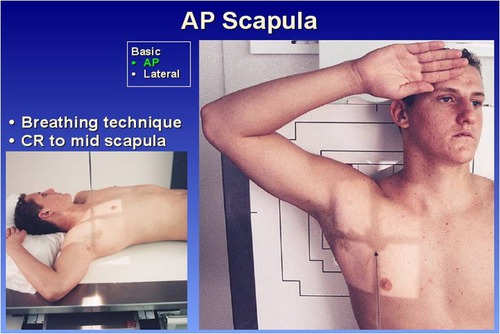 AP Scapula
Basic
• AP
• Lateral
• Breathing technique
• CR to mid scapula